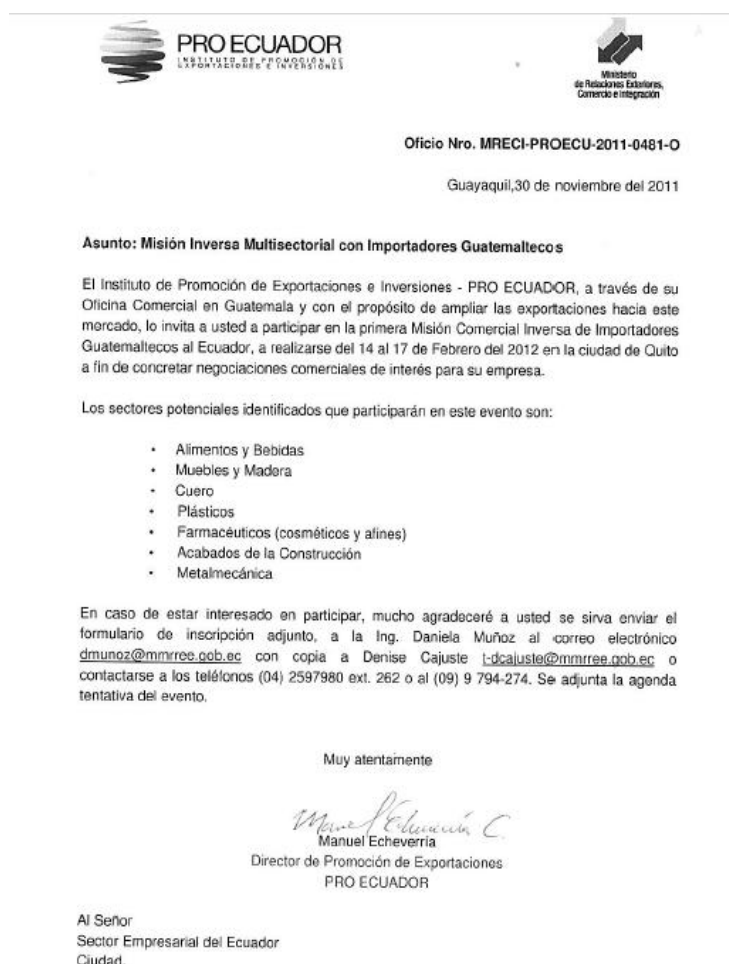 PRO ECUADOR
INSTITUTO DE PROMOCIÓN DE
EXPORTACIONES E INVERSIONES
Ministerio
de Relaciones Exteriores,
Comercio e Integración
Oficio Nro. MRECI-PROECU-2011-0481-O
Guayaquil,30 de noviembre del 2011
Asunto: Misión Inversa Multisectorial con Importadores Guatemaltecos
El Instituto de Promoción de Exportaciones e Inversiones - PRO ECUADOR, a través de su
Oficina Comercial en Guatemala y con el propósito de ampliar las exportaciones hacia este
mercado, lo invita a usted a participar en la primera Misión Comercial Inversa de Importadores
Guatemaltecos al Ecuador, a realizarse del 14 al 17 de Febrero del 2012 en la ciudad de Quito
a fin de concretar negociaciones comerciales de interés para su empresa.
Los sectores potenciales identificados que participarán en este evento son:
• Alimentos y Bebidas
• Muebles y Madera
• Cuero
• Plásticos
• Farmacéuticos (cosméticos y afines)
• Acabados de la Construcción
• Metalmecánica
En caso de estar interesado en participar, mucho agradeceré a usted se sirva enviar el
formulario de inscripción adjunto, a la Ing. Daniela Muñoz al correo electrónico
dmunoz@mmrree.gob.ec con copia a Denise Cajuste t-dcajuste@mmrree.gob.ec o
contactarse a los teléfonos (04) 2597980 ext. 262 o al (09) 9 794-274. Se adjunta la agenda
tentativa del evento.
Muy atentamente
Manuel Echeverría C
Manuel Echeverría
Director de Promoción de Exportaciones
PRO ECUADOR
Al Señor
Sector Empresarial del Ecuador
Ciudad.